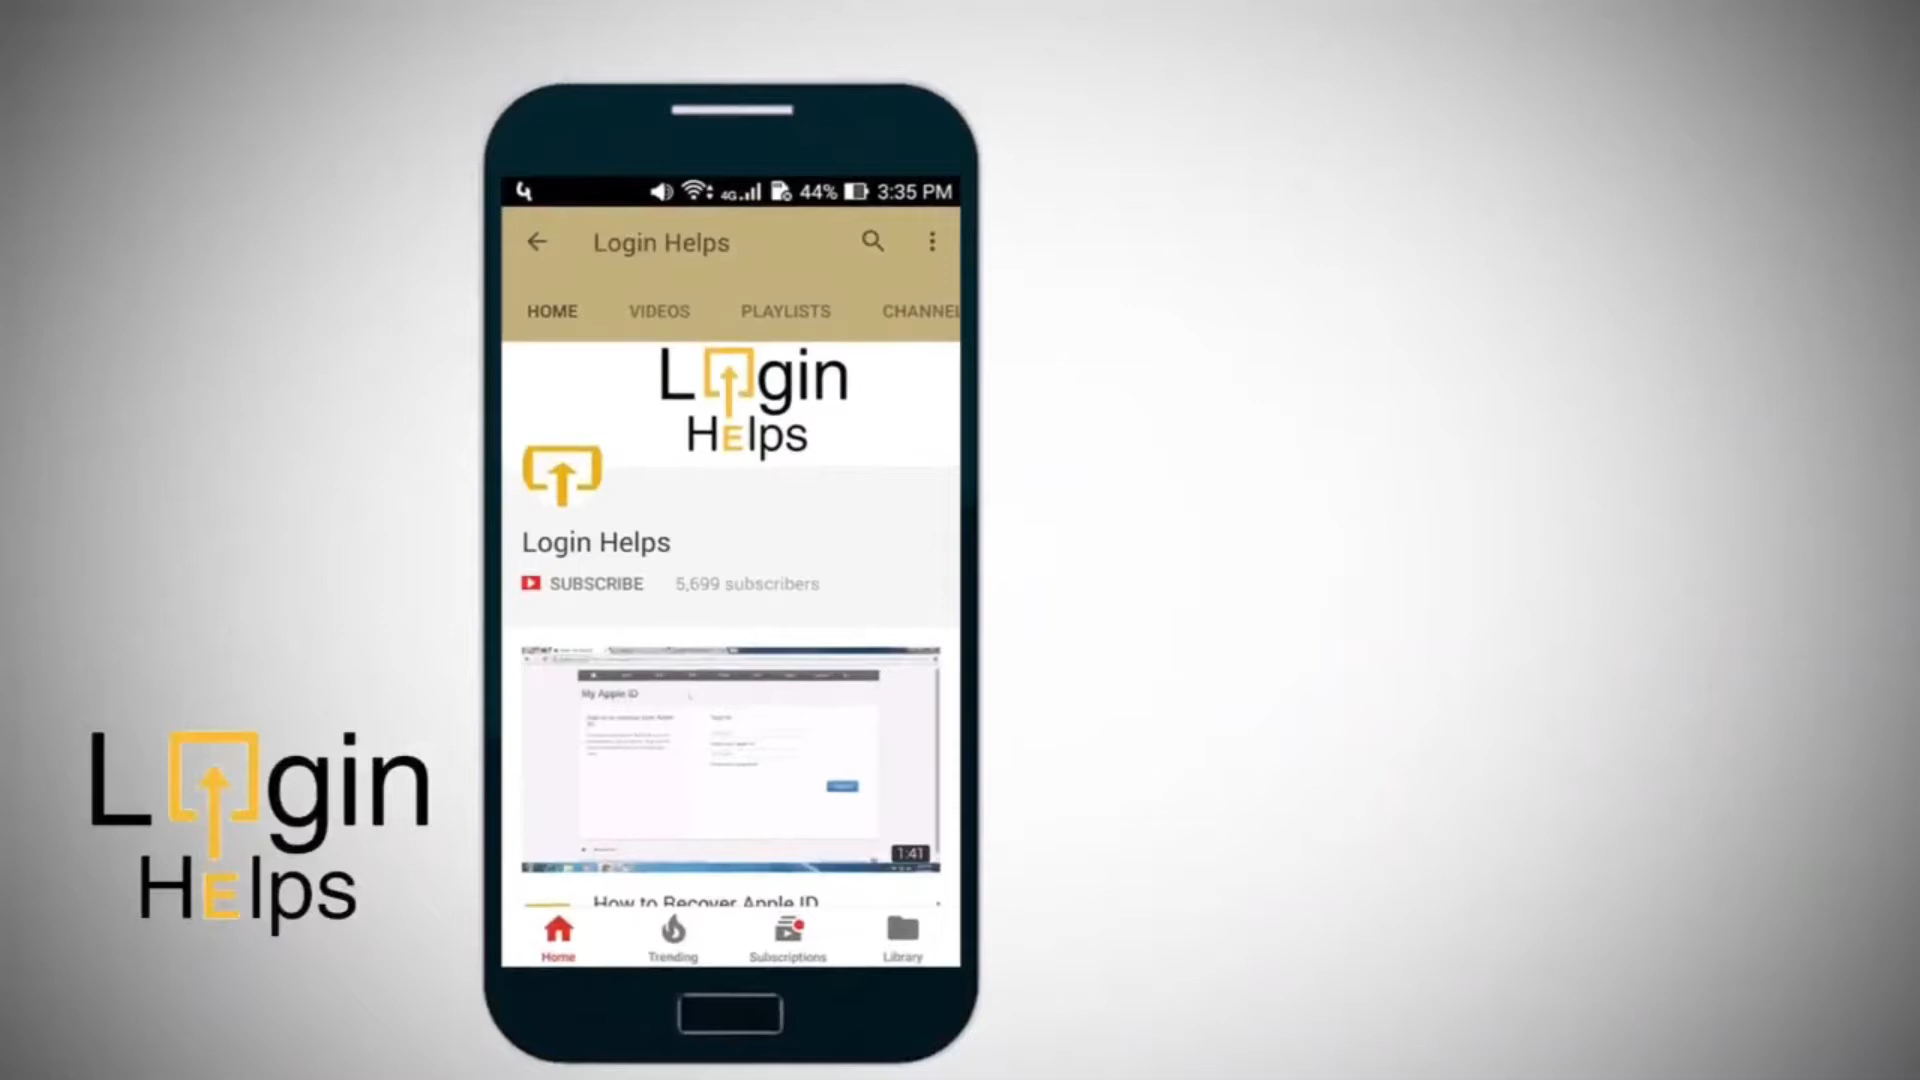 4G 44% 3:35 PM
Login Helps
HOME VIDEOS PLAYLISTS CHANNEL
Login
HElps
Login Helps
SUBSCRIBE 5,699 subscribers
My Apple ID
1:41
How to Recover Apple ID
Home Trending Subscriptions Library
Login
HElps